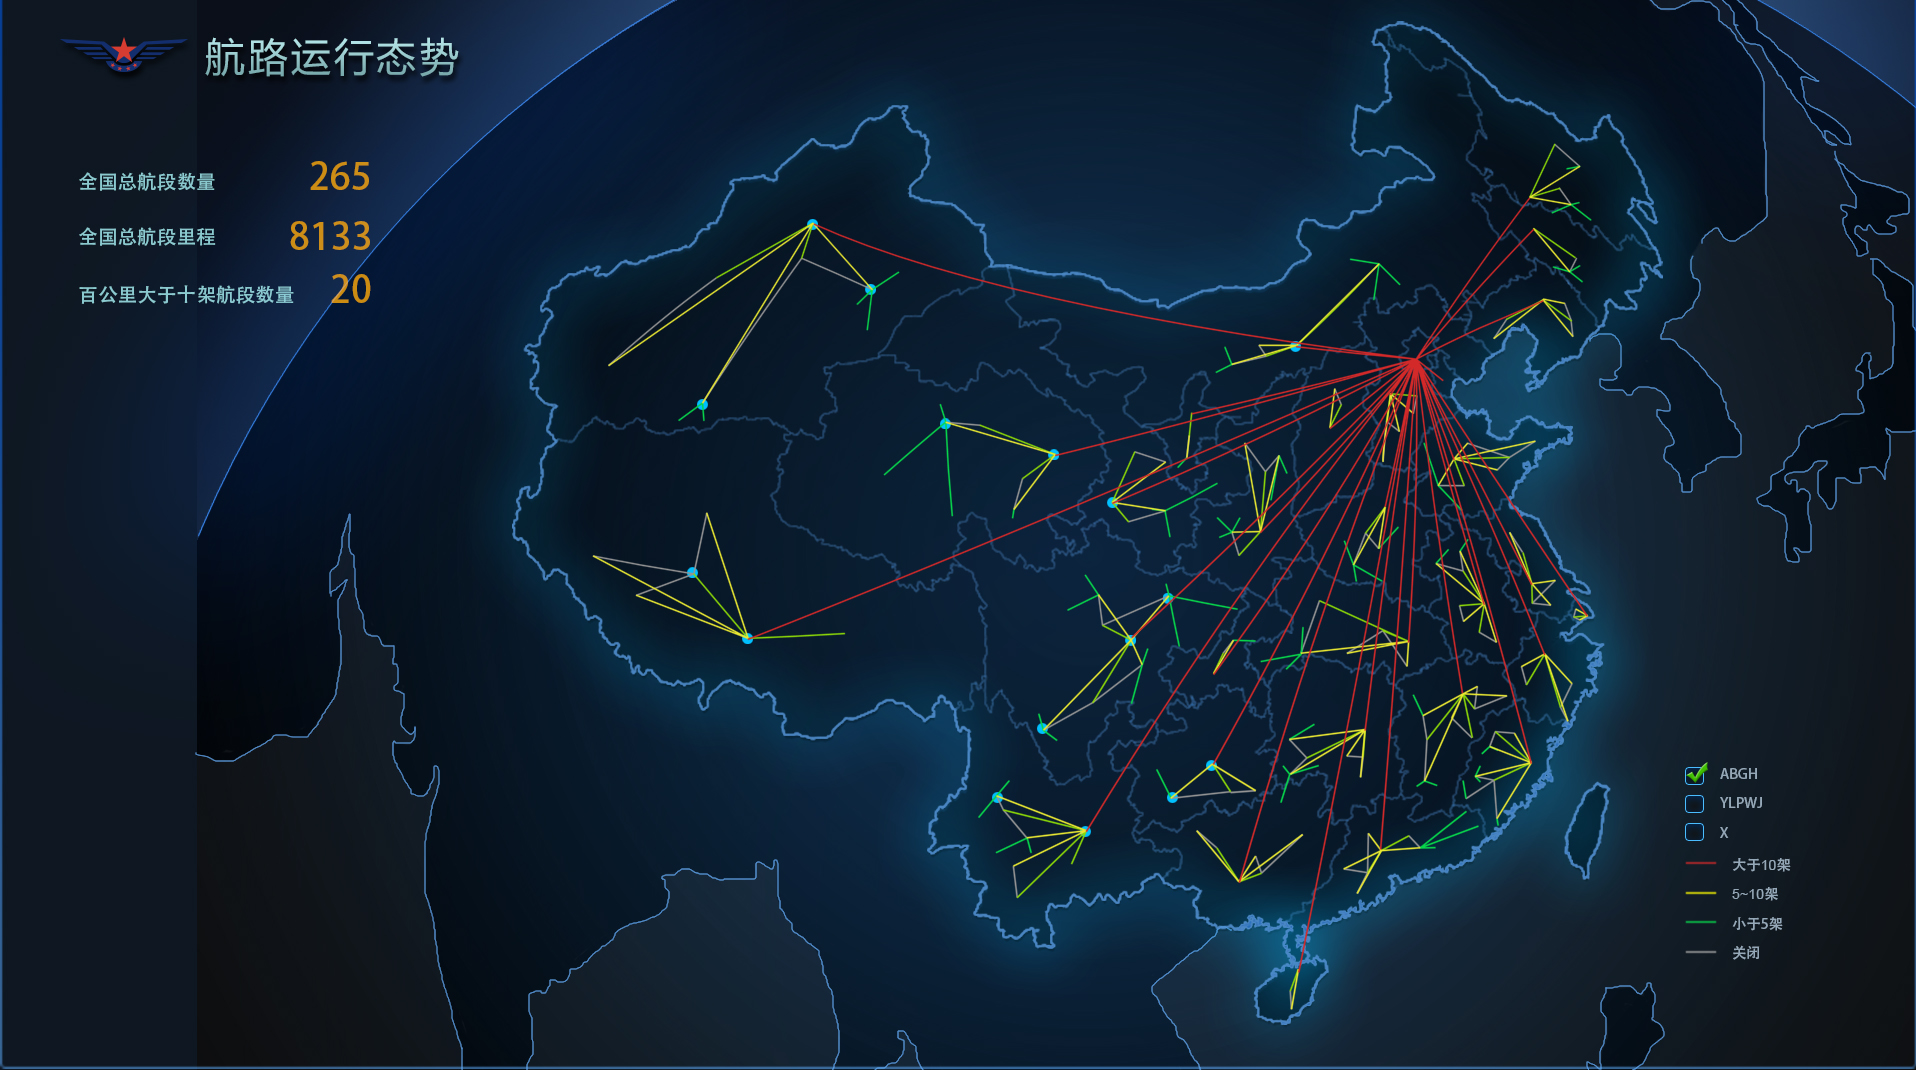 航路运行态势
全国总航段数量 265
全国总航段里程 8133
百公里大于十架航段数量 20
ABGH
YLPWJ
X
大于10架
5~10架
小于5架
关闭